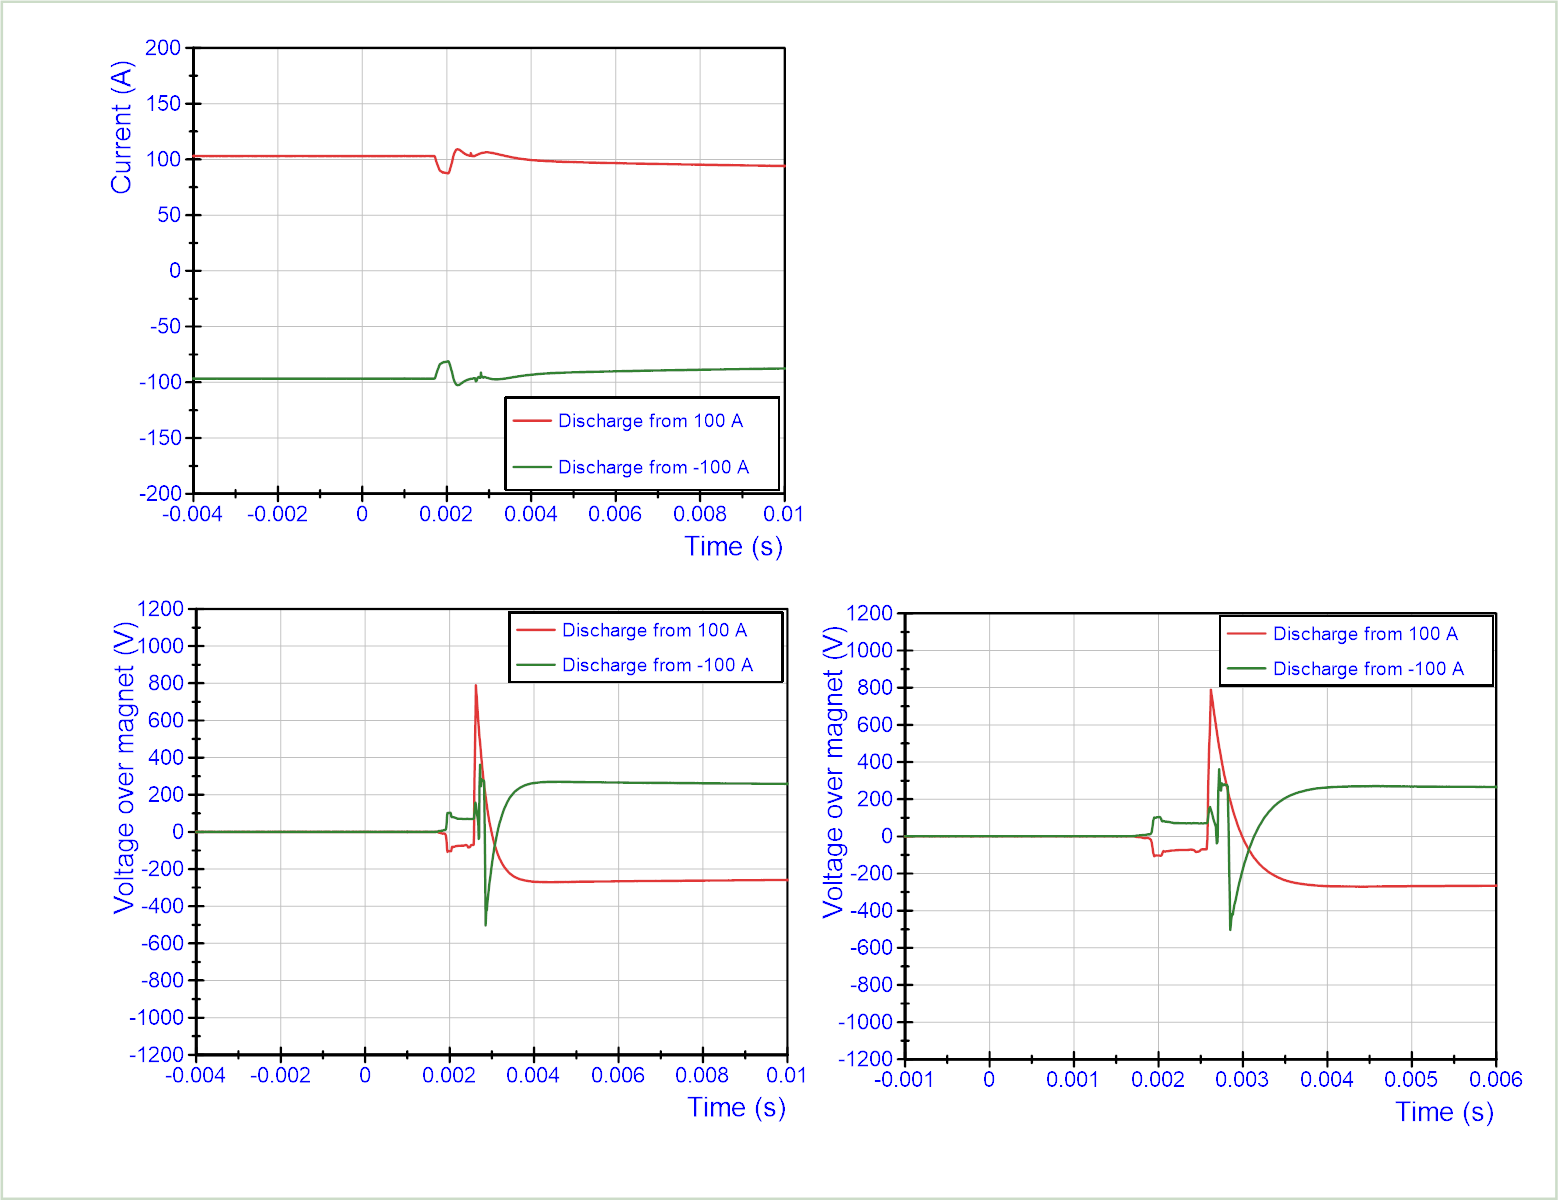 Current (A)
200
150
100
50
0
-50
-100
-150
-200
Discharge from 100 A
Discharge from -100 A
-0.004 -0.002 0 0.002 0.004 0.006 0.008 0.01
Time (s)
Voltage over magnet (V)
1200
1000
800
600
400
200
0
-200
-400
-600
-800
-1000
-1200
Discharge from 100 A
Discharge from -100 A
-0.004 -0.002 0 0.002 0.004 0.006 0.008 0.01
Time (s)
Voltage over magnet (V)
1200
1000
800
600
400
200
0
-200
-400
-600
-800
-1000
-1200
Discharge from 100 A
Discharge from -100 A
-0.001 0 0.001 0.002 0.003 0.004 0.005 0.006
Time (s)